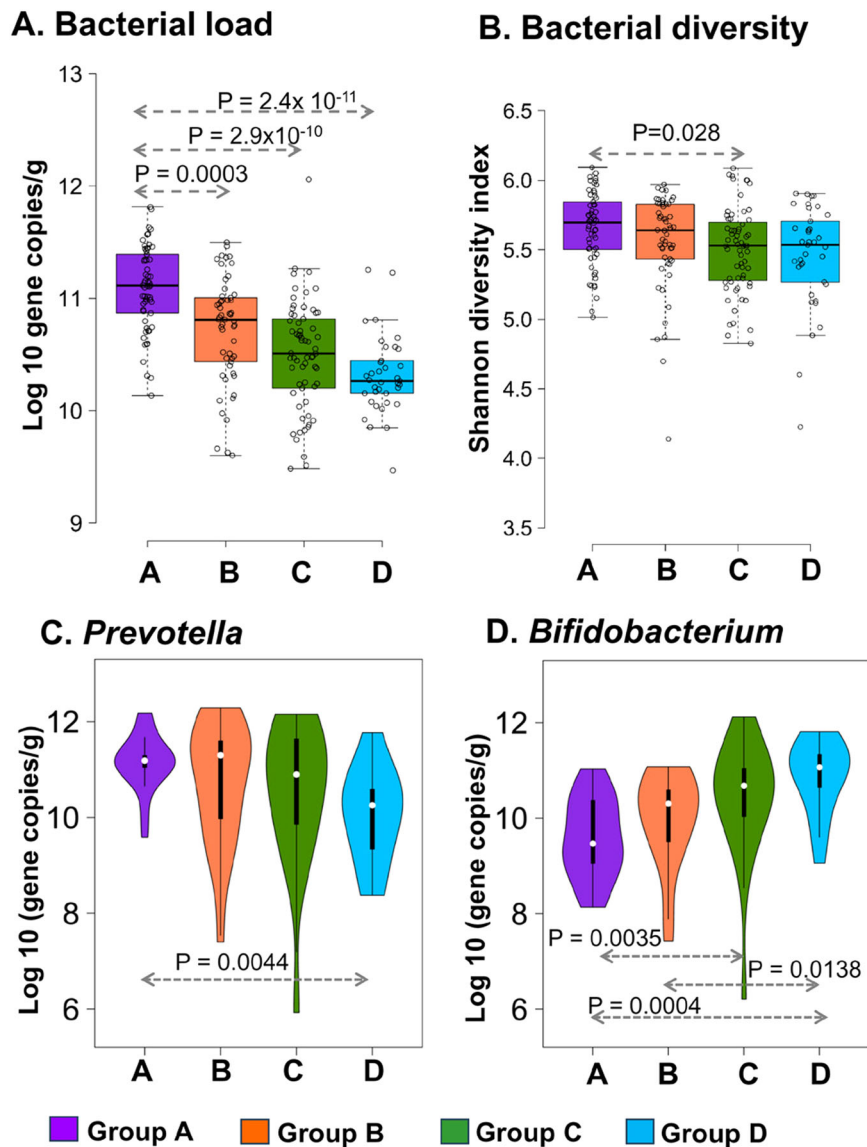 A. Bacterial load
B. Bacterial diversity
Log 10 gene copies/g
13
12
11
10
9
P = 2.4x 10-11
P = 2.9x10-10
P = 0.0003
A B C D
Shannon diversity index
6.5
6.0
5.5
5.0
4.5
4.0
3.5
P=0.028
A B C D
C. Prevotella
D. Bifidobacterium
Log 10 (gene copies/g)
12
10
8
6
P = 0.0044
A B C D
Log 10 (gene copies/g)
12
10
8
6
P = 0.0035
P = 0.0138
P = 0.0004
A B C D
Group A Group B Group C Group D